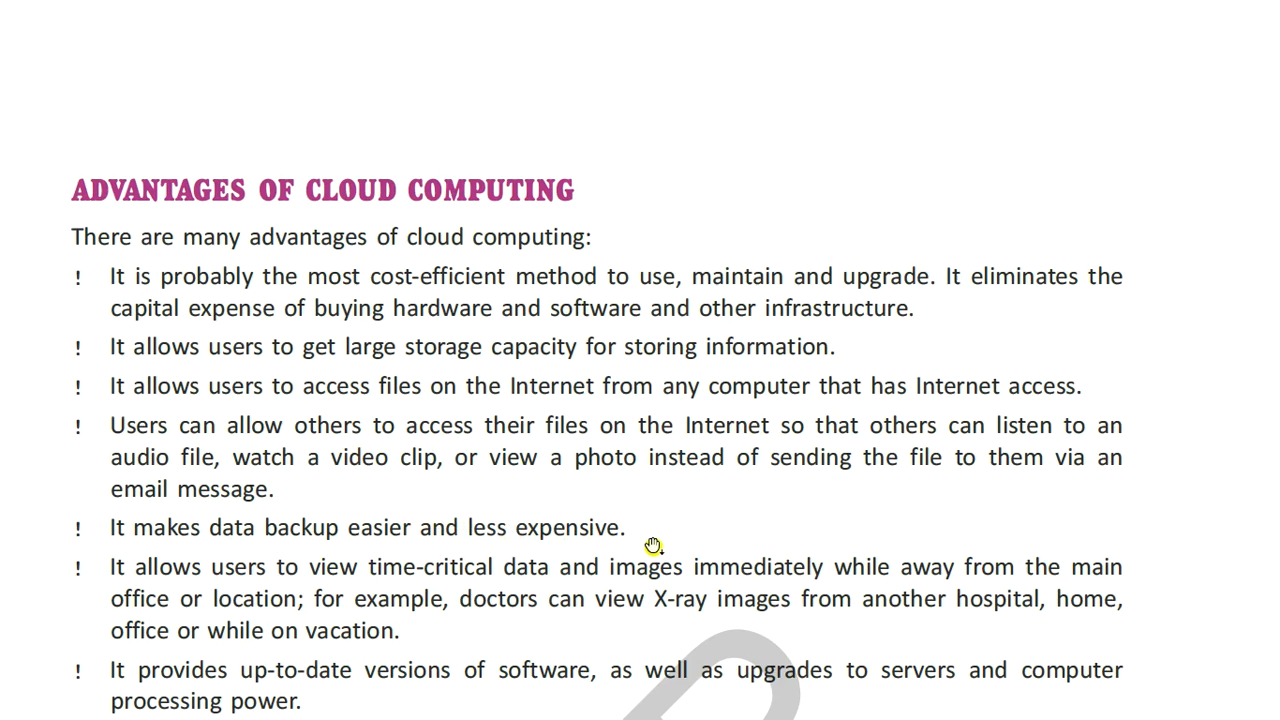 ADVANTAGES OF CLOUD COMPUTING
There are many advantages of cloud computing:
! It is probably the most cost-efficient method to use, maintain and upgrade. It eliminates the
capital expense of buying hardware and software and other infrastructure.
! It allows users to get large storage capacity for storing information.
! It allows users to access files on the Internet from any computer that has Internet access.
! Users can allow others to access their files on the Internet so that others can listen to an
audio file, watch a video clip, or view a photo instead of sending the file to them via an
email message.
! It makes data backup easier and less expensive.
! It allows users to view time-critical data and images immediately while away from the main
office or location; for example, doctors can view X-ray images from another hospital, home,
office or while on vacation.
! It provides up-to-date versions of software, as well as upgrades to servers and computer
processing power.